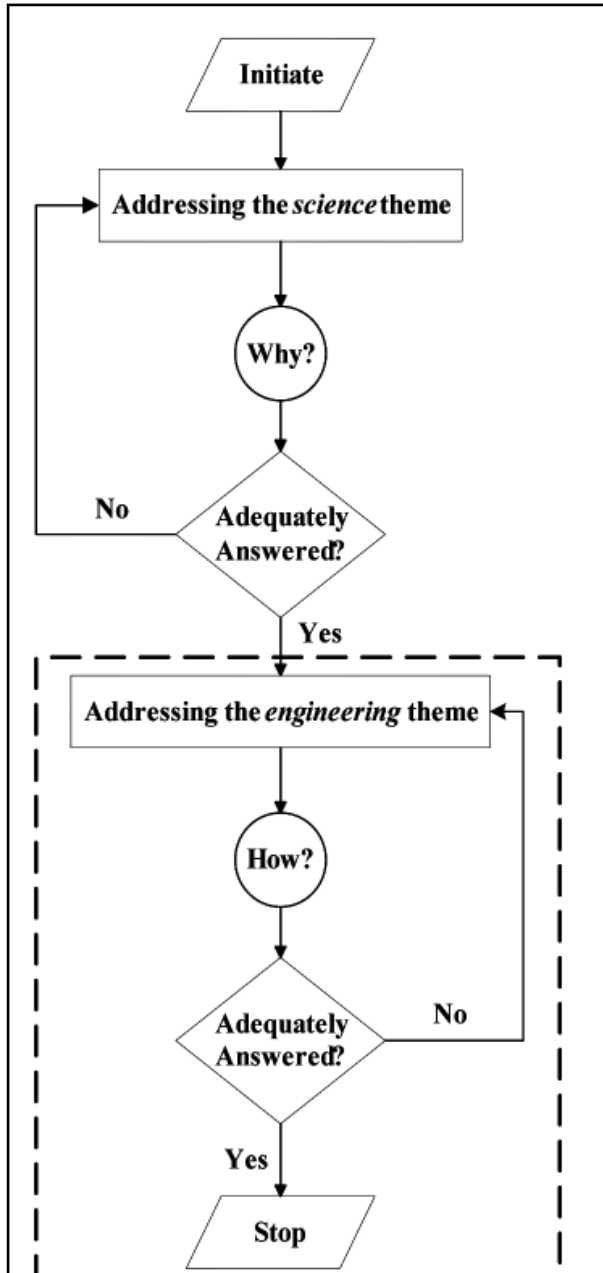 Initiate
Addressing the science theme
Why?
No
Adequately
Answered?
Yes
Addressing the engineering theme
How?
Adequately
Answered?
No
Yes
Stop